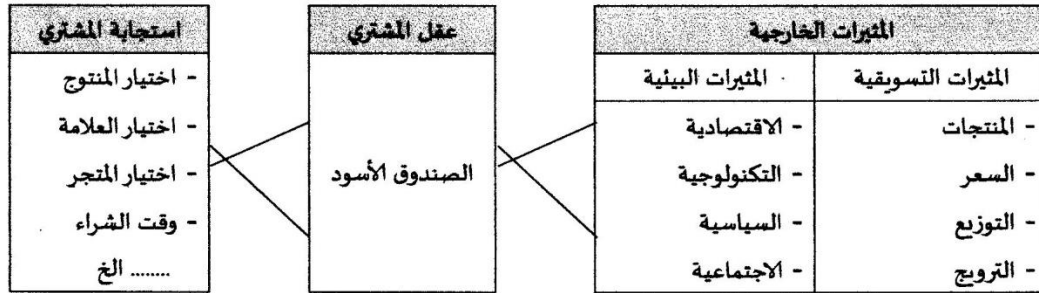 المثيرات الخارجية
المثيرات التسويقية
- المنتجات
- السعر
- التوزيع
- الترويج
المثيرات البيئية
- الاقتصادية
- التكنولوجية
- السياسية
- الاجتماعية
عقل المشتري
الصندوق الأسود
استجابة المشتري
- اختيار المنتوج
- اختيار العلامة
- اختيار المتجر
- وقت الشراء
........ الخ